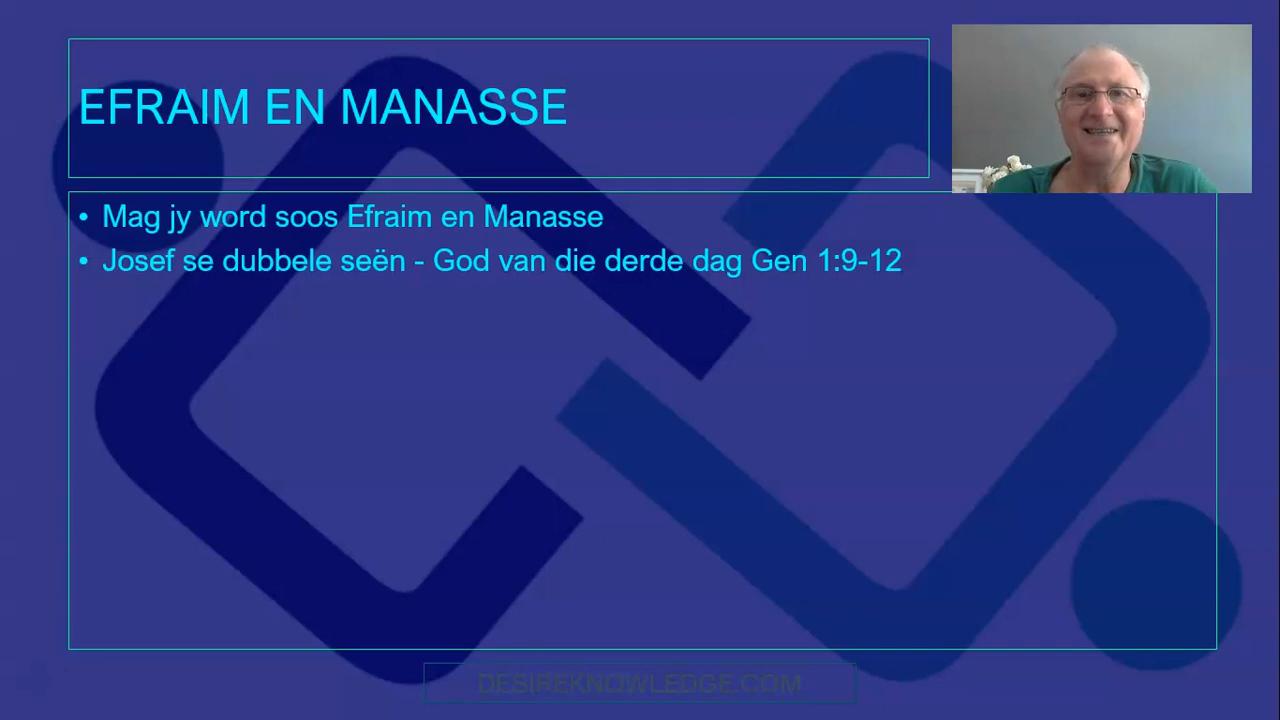 EFRAIM EN MANASSE
• Mag jy word soos Efraim en Manasse
• Josef se dubbele seën - God van die derde dag Gen 1:9-12
DESIREKNOWLEDGE.COM